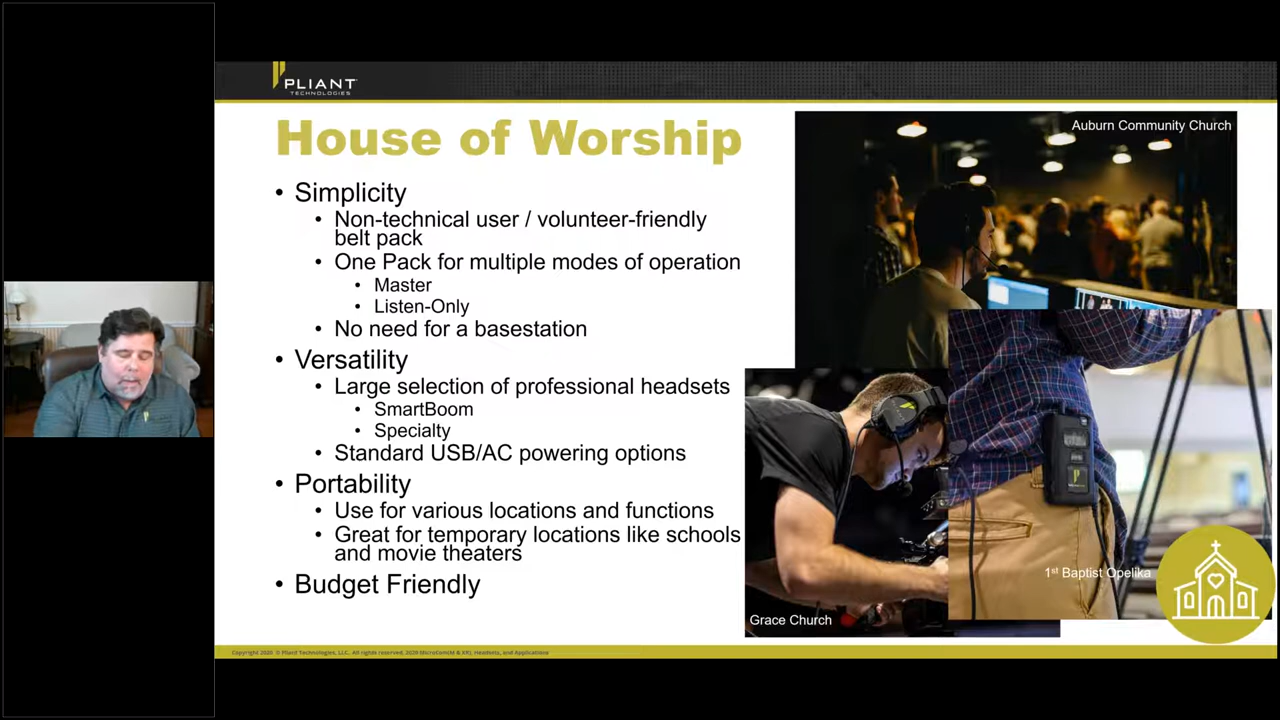 PLIANT
TECHNOLOGIES
House of Worship
• Simplicity
• Non-technical user / volunteer-friendly
belt pack
• One Pack for multiple modes of operation
• Master
• Listen-Only
• No need for a basestation
• Versatility
• Large selection of professional headsets
• SmartBoom
• Specialty
• Standard USB/AC powering options
• Portability
• Use for various locations and functions
• Great for temporary locations like schools
and movie theaters
• Budget Friendly
Auburn Community Church
1st Baptist Opelika
Grace Church
Copyright 2020 © Pliant Technologies, LLC. All rights reserved. 2020 MicroCom(M & XR), Headsets, and Applications